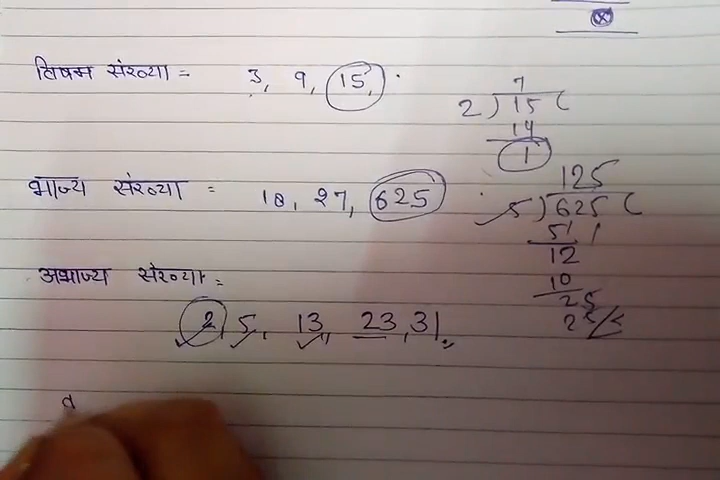 विषम संख्या = 3, 9, 15,
7
2 ) 15 (
14
1
भाज्य संख्या = 18, 27, 625
125
5 ) 625 (
5
12
10
25
25
अभाज्य संख्या =
2, 5, 13, 23, 31